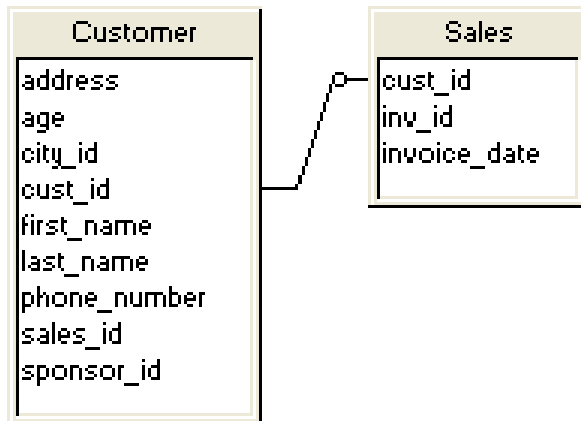 Customer
address
age
city_id
cust_id
first_name
last_name
phone_number
sales_id
sponsor_id
Sales
cust_id
inv_id
invoice_date